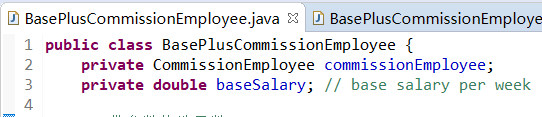 BasePlusCommissionEmployee.java
BasePlusCommissionEmploye
1 public class BasePlusCommissionEmployee {
2 private CommissionEmployee commissionEmployee;
3 private double baseSalary; // base salary per week
4